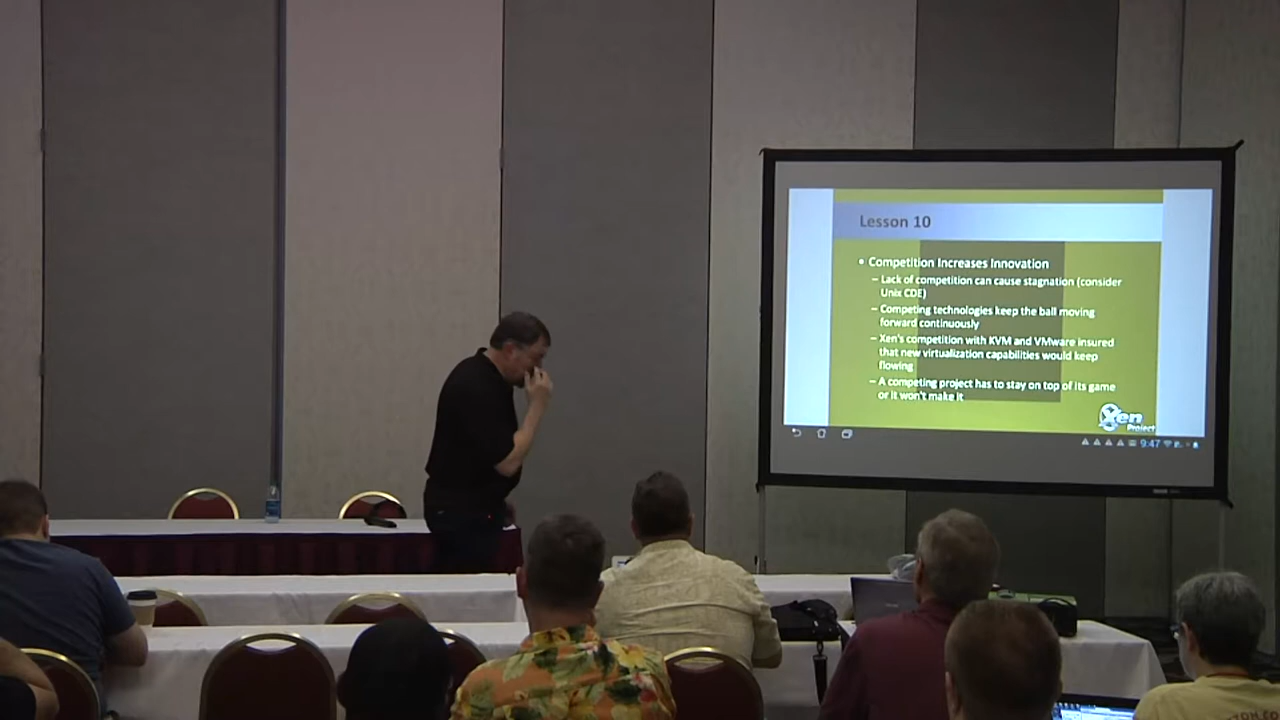 Lesson 10
• Competition Increases Innovation
– Lack of competition can cause stagnation (consider
Unix CDE)
– Competing technologies keep the ball moving
forward continuously
– Xen's competition with KVM and VMware insured
that new virtualization capabilities would keep
flowing
– A competing project has to stay on top of its game
or it won't make it
Xen
Project
9:47